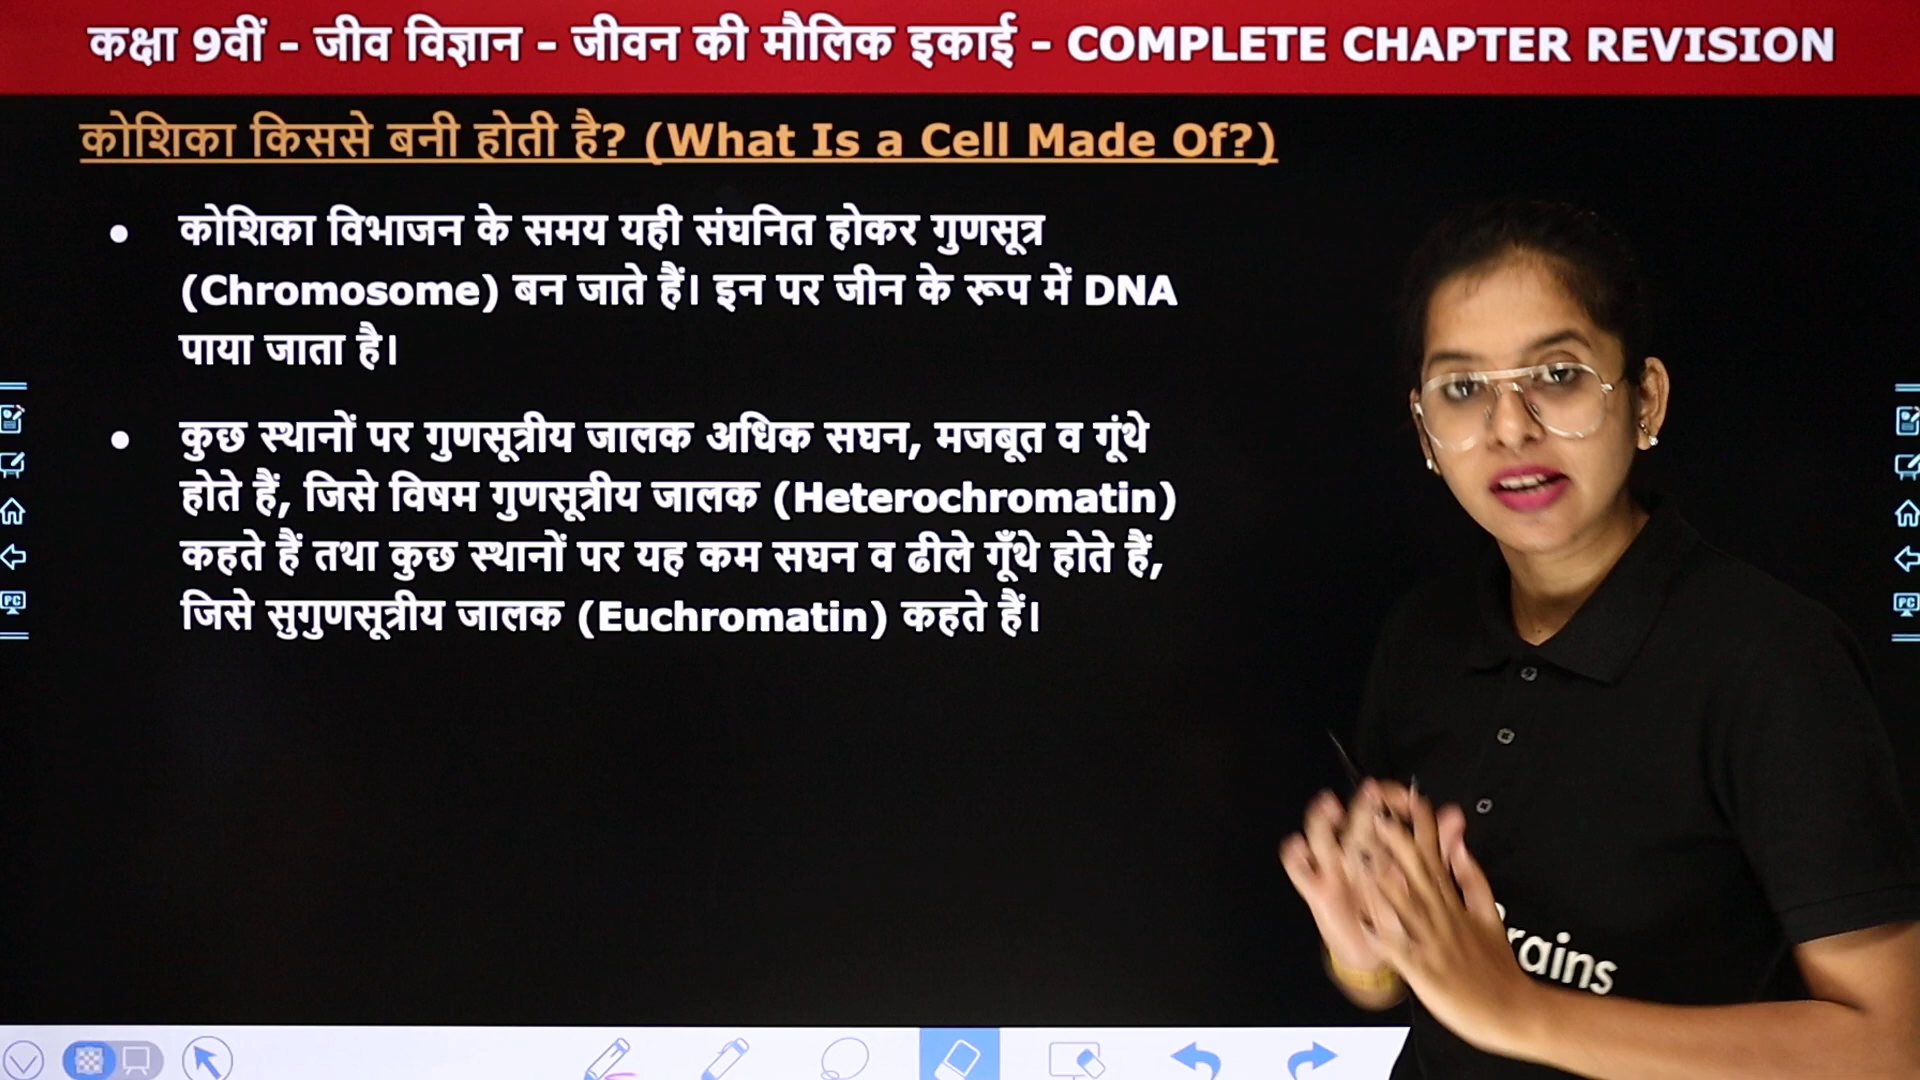 कक्षा 9वीं - जीव विज्ञान - जीवन की मौलिक इकाई - COMPLETE CHAPTER REVISION
कोशिका किससे बनी होती है? (What Is a Cell Made Of?)
• कोशिका विभाजन के समय यही संघनित होकर गुणसूत्र
(Chromosome) बन जाते हैं। इन पर जीन के रूप में DNA
पाया जाता है।
• कुछ स्थानों पर गुणसूत्रीय जालक अधिक सघन, मजबूत व गूंथे
होते हैं, जिसे विषम गुणसूत्रीय जालक (Heterochromatin)
कहते हैं तथा कुछ स्थानों पर यह कम सघन व ढीले गूँथे होते हैं,
जिसे सुगुणसूत्रीय जालक (Euchromatin) कहते हैं।
PC
PC
rains